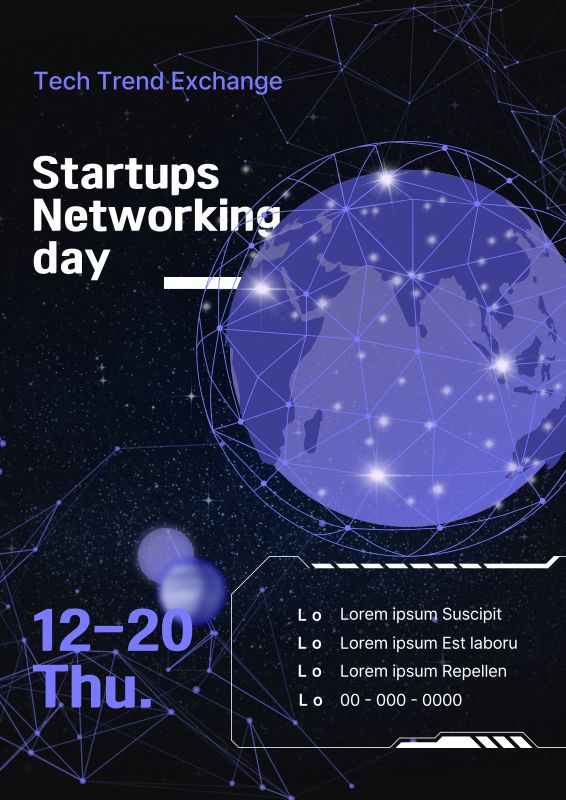 Tech Trend Exchange
Startups
Networking
day
12-20
Thu.
Lo Lorem ipsum Suscipit
Lo Lorem ipsum Est laboru
Lo Lorem ipsum Repellen
Lo 00 - 000 - 0000